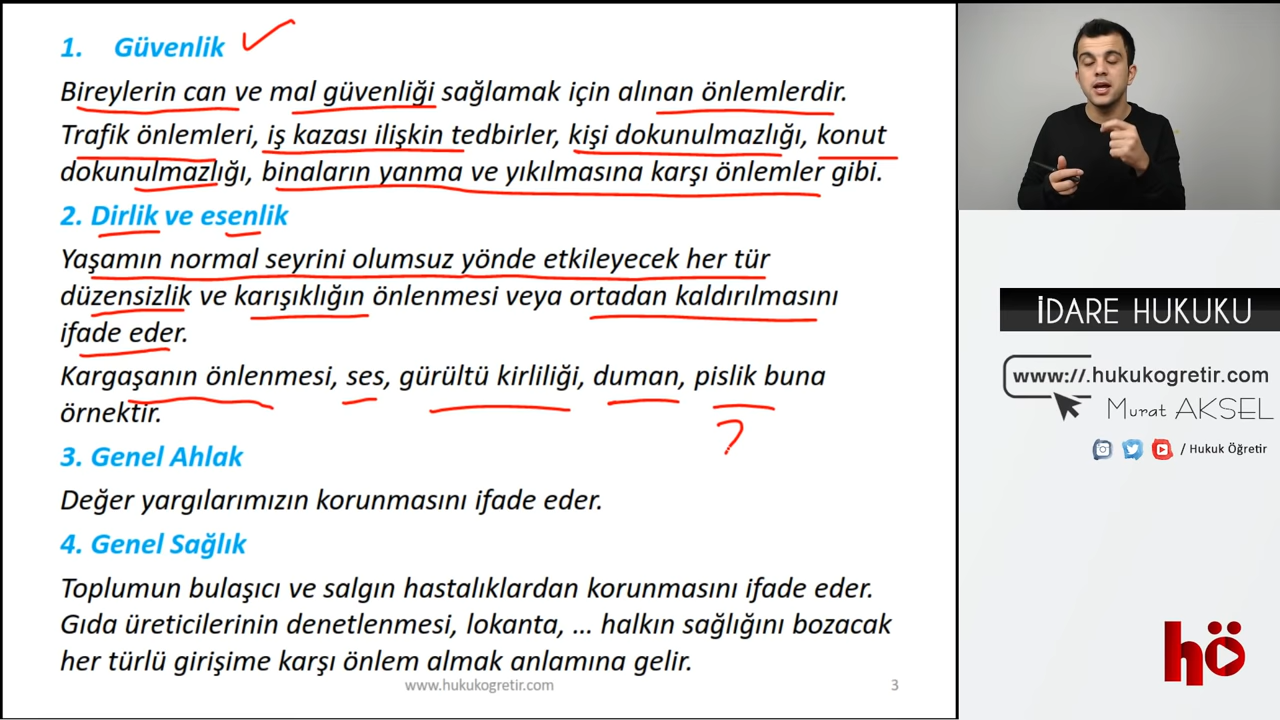 1. Güvenlik
Bireylerin can ve mal güvenliği sağlamak için alınan önlemlerdir.
Trafik önlemleri, iş kazası ilişkin tedbirler, kişi dokunulmazlığı, konut
dokunulmazlığı, binaların yanma ve yıkılmasına karşı önlemler gibi.
2. Dirlik ve esenlik
Yaşamın normal seyrini olumsuz yönde etkileyecek her tür
düzensizlik ve karışıklığın önlenmesi veya ortadan kaldırılmasını
ifade eder.
Kargaşanın önlenmesi, ses, gürültü kirliliği, duman, pislik buna
örnektir.
?
3. Genel Ahlak
Değer yargılarımızın korunmasını ifade eder.
4. Genel Sağlık
Toplumun bulaşıcı ve salgın hastalıklardan korunmasını ifade eder.
Gıda üreticilerinin denetlenmesi, lokanta, ... halkın sağlığını bozacak
her türlü girişime karşı önlem almak anlamına gelir.
www.hukukogretir.com
3
İDARE HUKUKU
www://.hukukogretir.com
Murat AKSEL
/ Hukuk Öğretir
hö